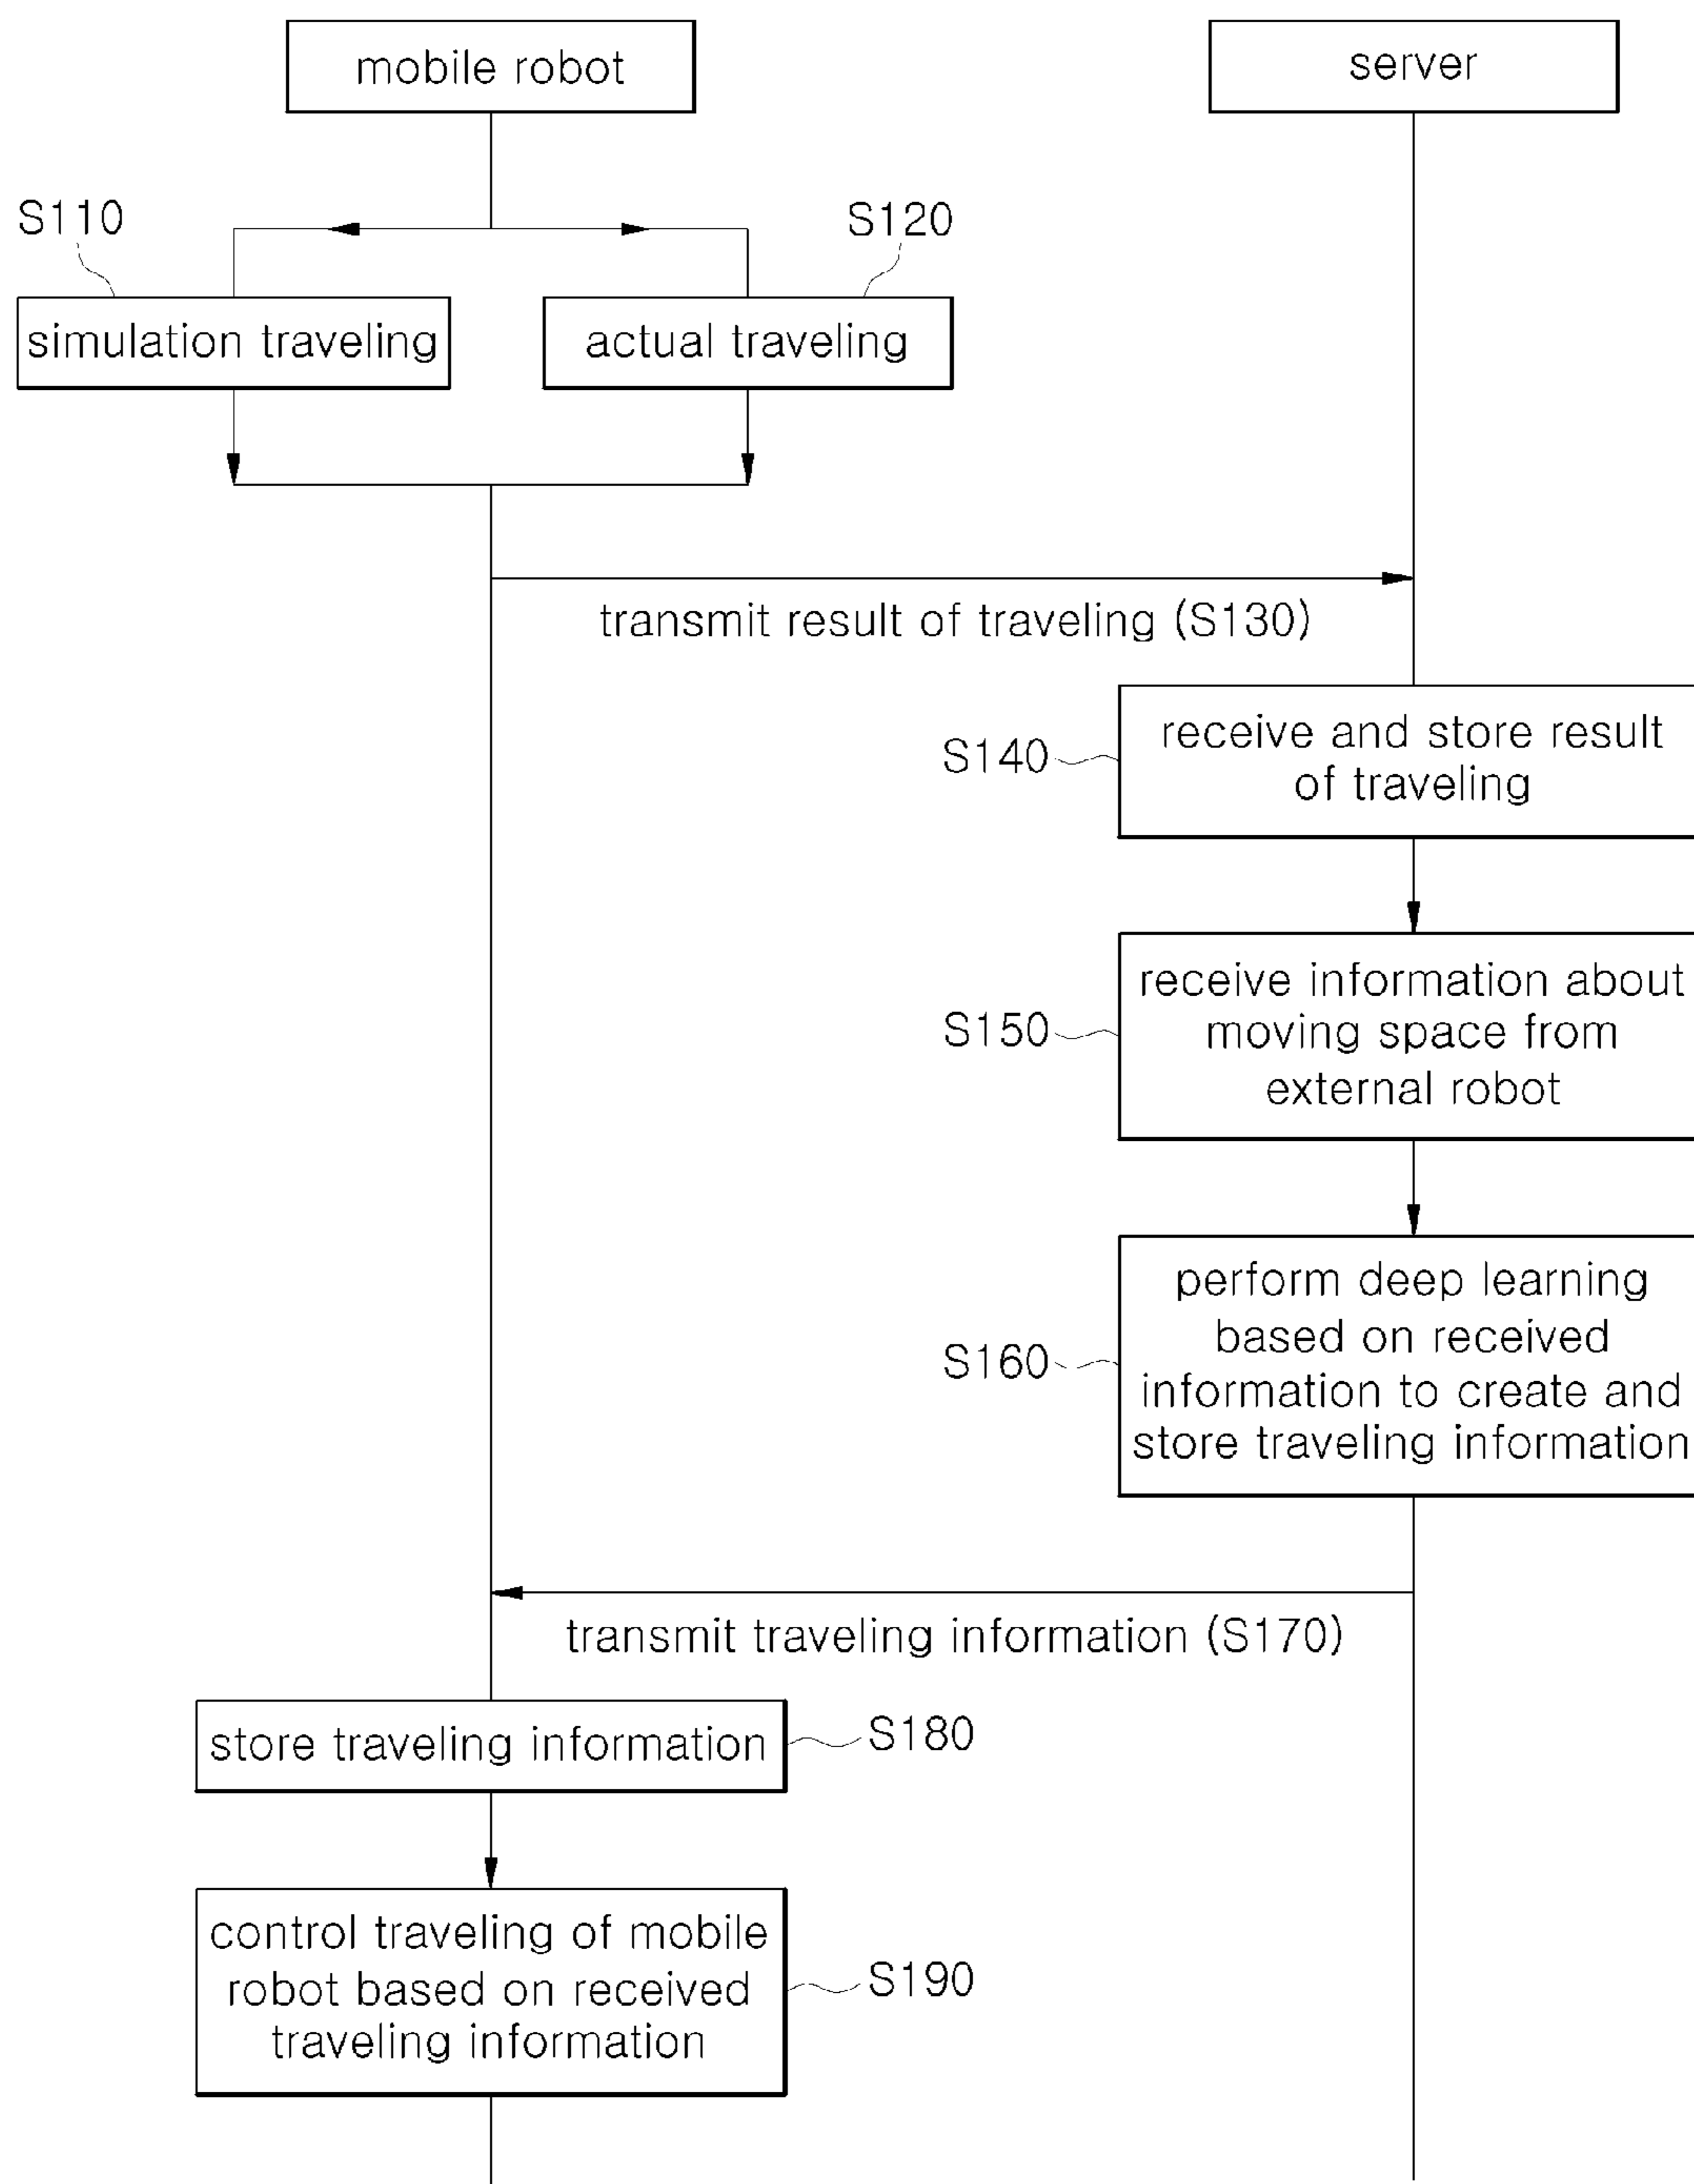 mobile robot
server
S110
S120
simulation traveling
actual traveling
transmit result of traveling (S130)
S140
receive and store result
of traveling
S150
receive information about
moving space from
external robot
S160
perform deep learning
based on received
information to create and
store traveling information
transmit traveling information (S170)
store traveling information
S180
control traveling of mobile
robot based on received
traveling information
S190